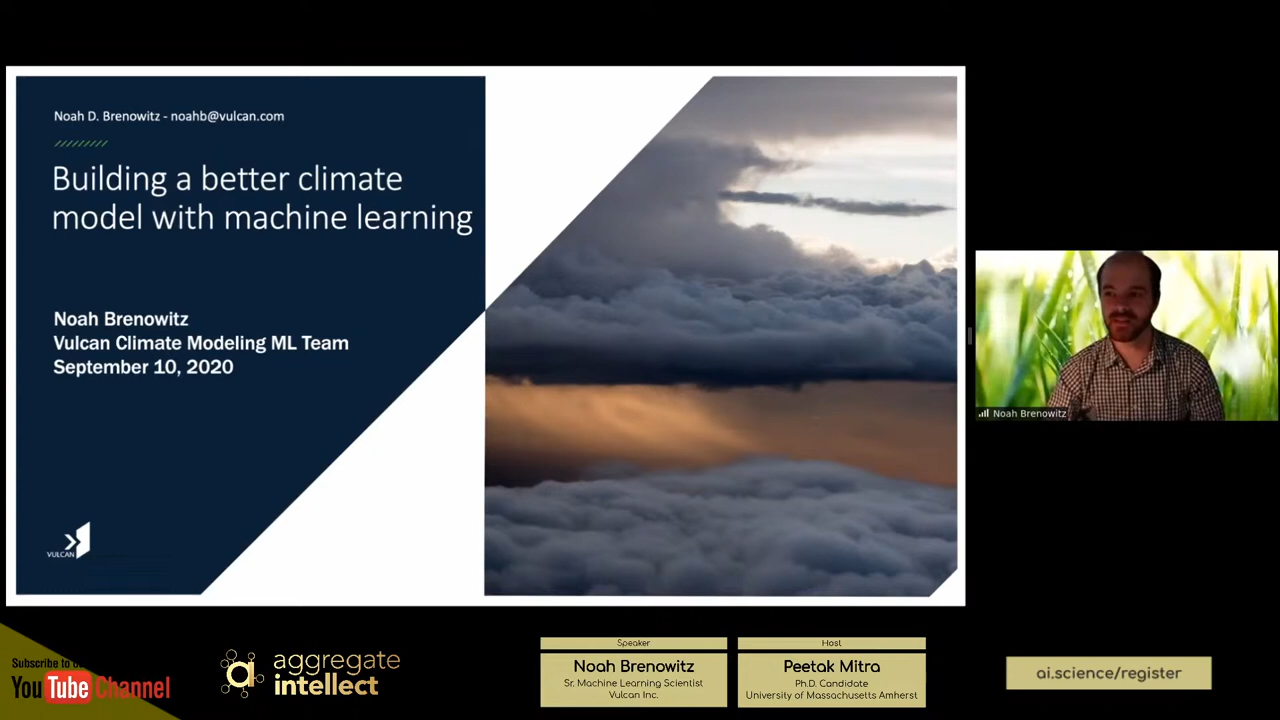 Noah D. Brenowitz - noahb@vulcan.com
Building a better climate
model with machine learning
Noah Brenowitz
Vulcan Climate Modeling ML Team
September 10, 2020
VULCAN
Noah Brenowitz
Subscribe to
YouTube Channel
a
aggregate
intellect
Speaker
Noah Brenowitz
Sr. Machine Learning Scientist
Vulcan Inc.
Host
Peetak Mitra
Ph.D. Candidate
University of Massachusetts Amherst
ai.science/register